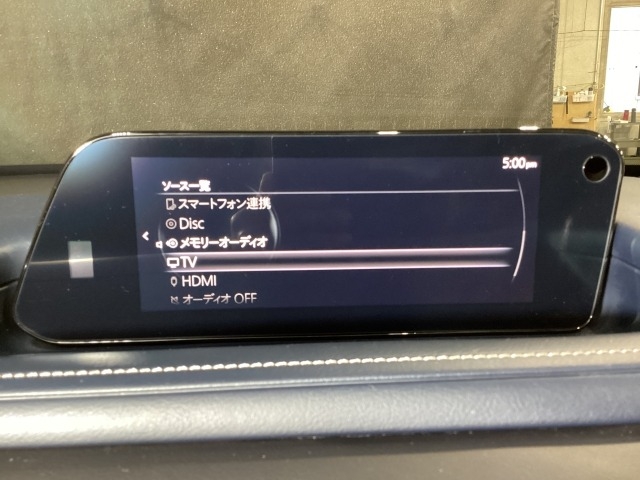 5:00pm
ソース一覧
スマートフォン連携
Disc
メモリーオーディオ
TV
HDMI
オーディオ OFF